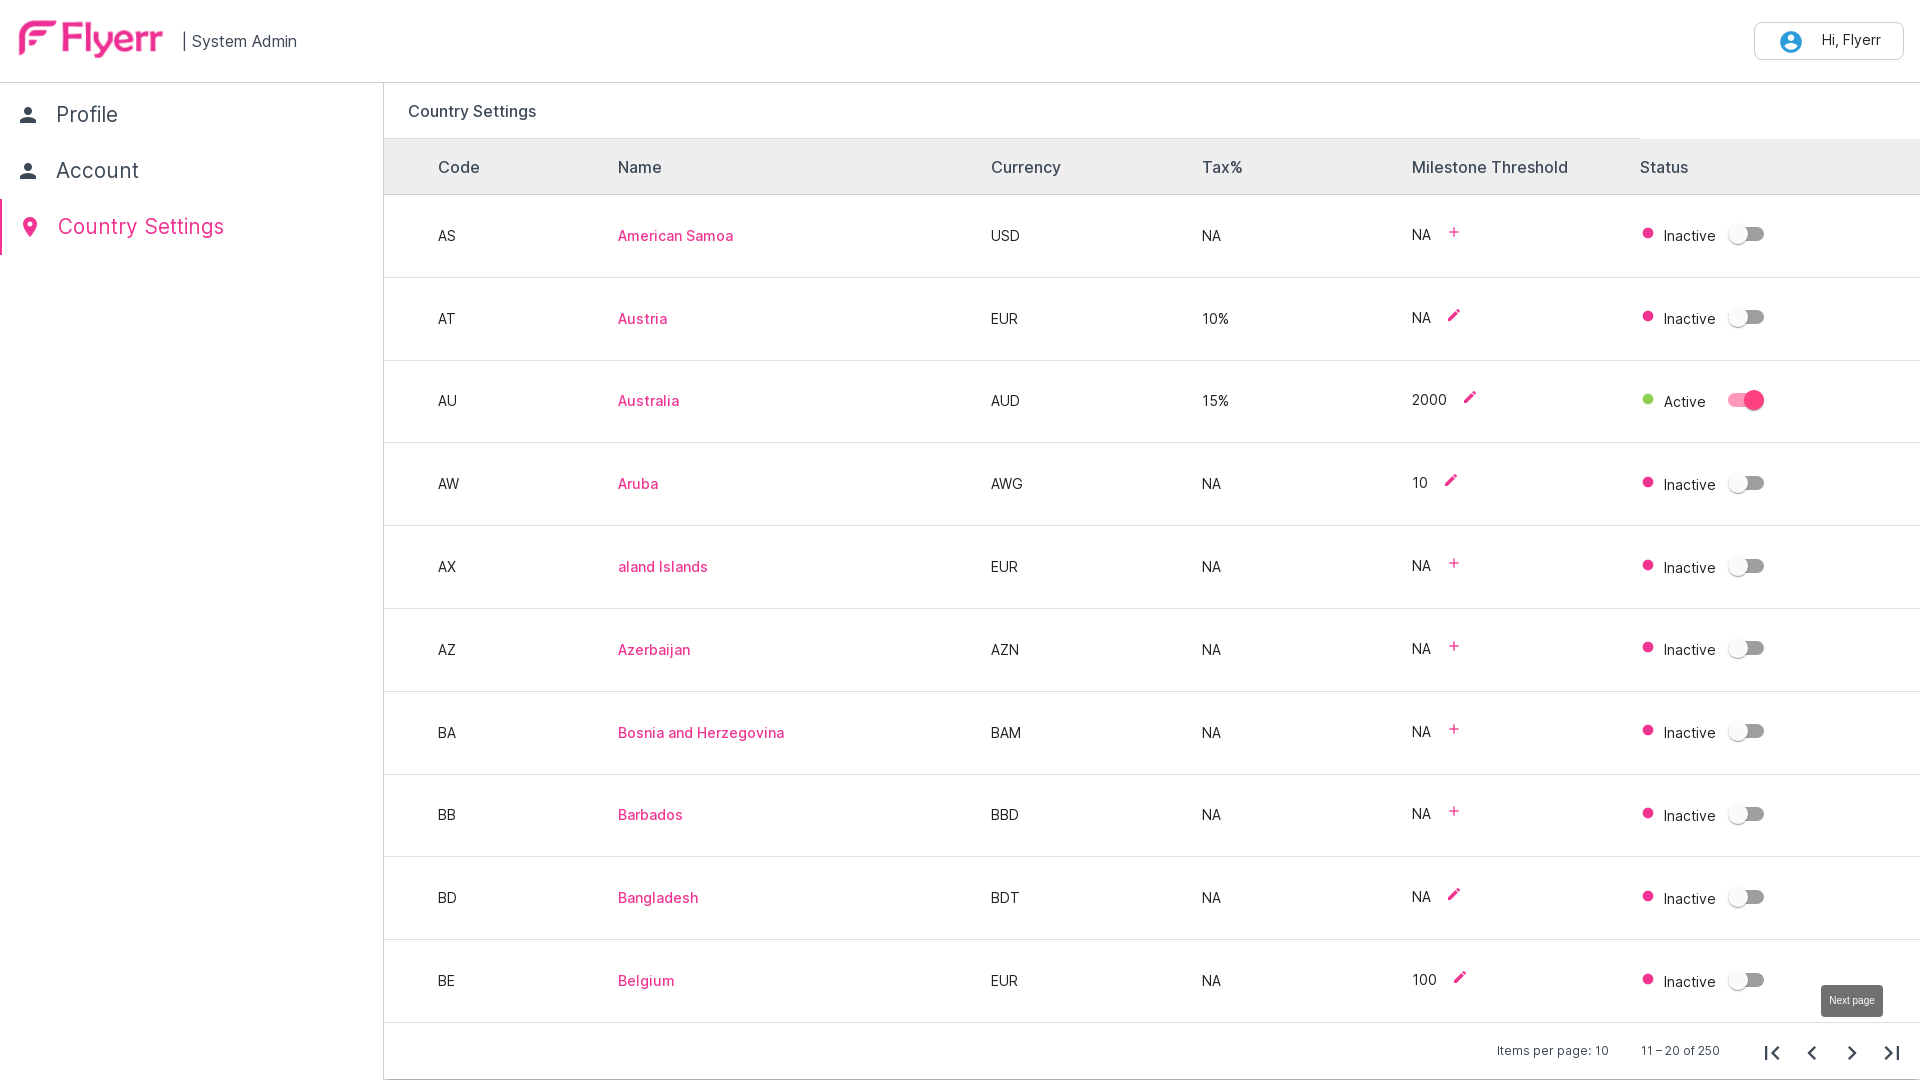 Flyerr | System Admin
Hi, Flyerr
Profile
Account
Country Settings
Country Settings
Code Name Currency Tax% Milestone Threshold Status
AS American Samoa USD NA NA + Inactive
AT Austria EUR 10% NA Inactive
AU Australia AUD 15% 2000 Active
AW Aruba AWG NA 10 Inactive
AX aland Islands EUR NA NA + Inactive
AZ Azerbaijan AZN NA NA + Inactive
BA Bosnia and Herzegovina BAM NA NA + Inactive
BB Barbados BBD NA NA + Inactive
BD Bangladesh BDT NA NA Inactive
BE Belgium EUR NA 100 Inactive
Next page
Items per page: 10 11 – 20 of 250